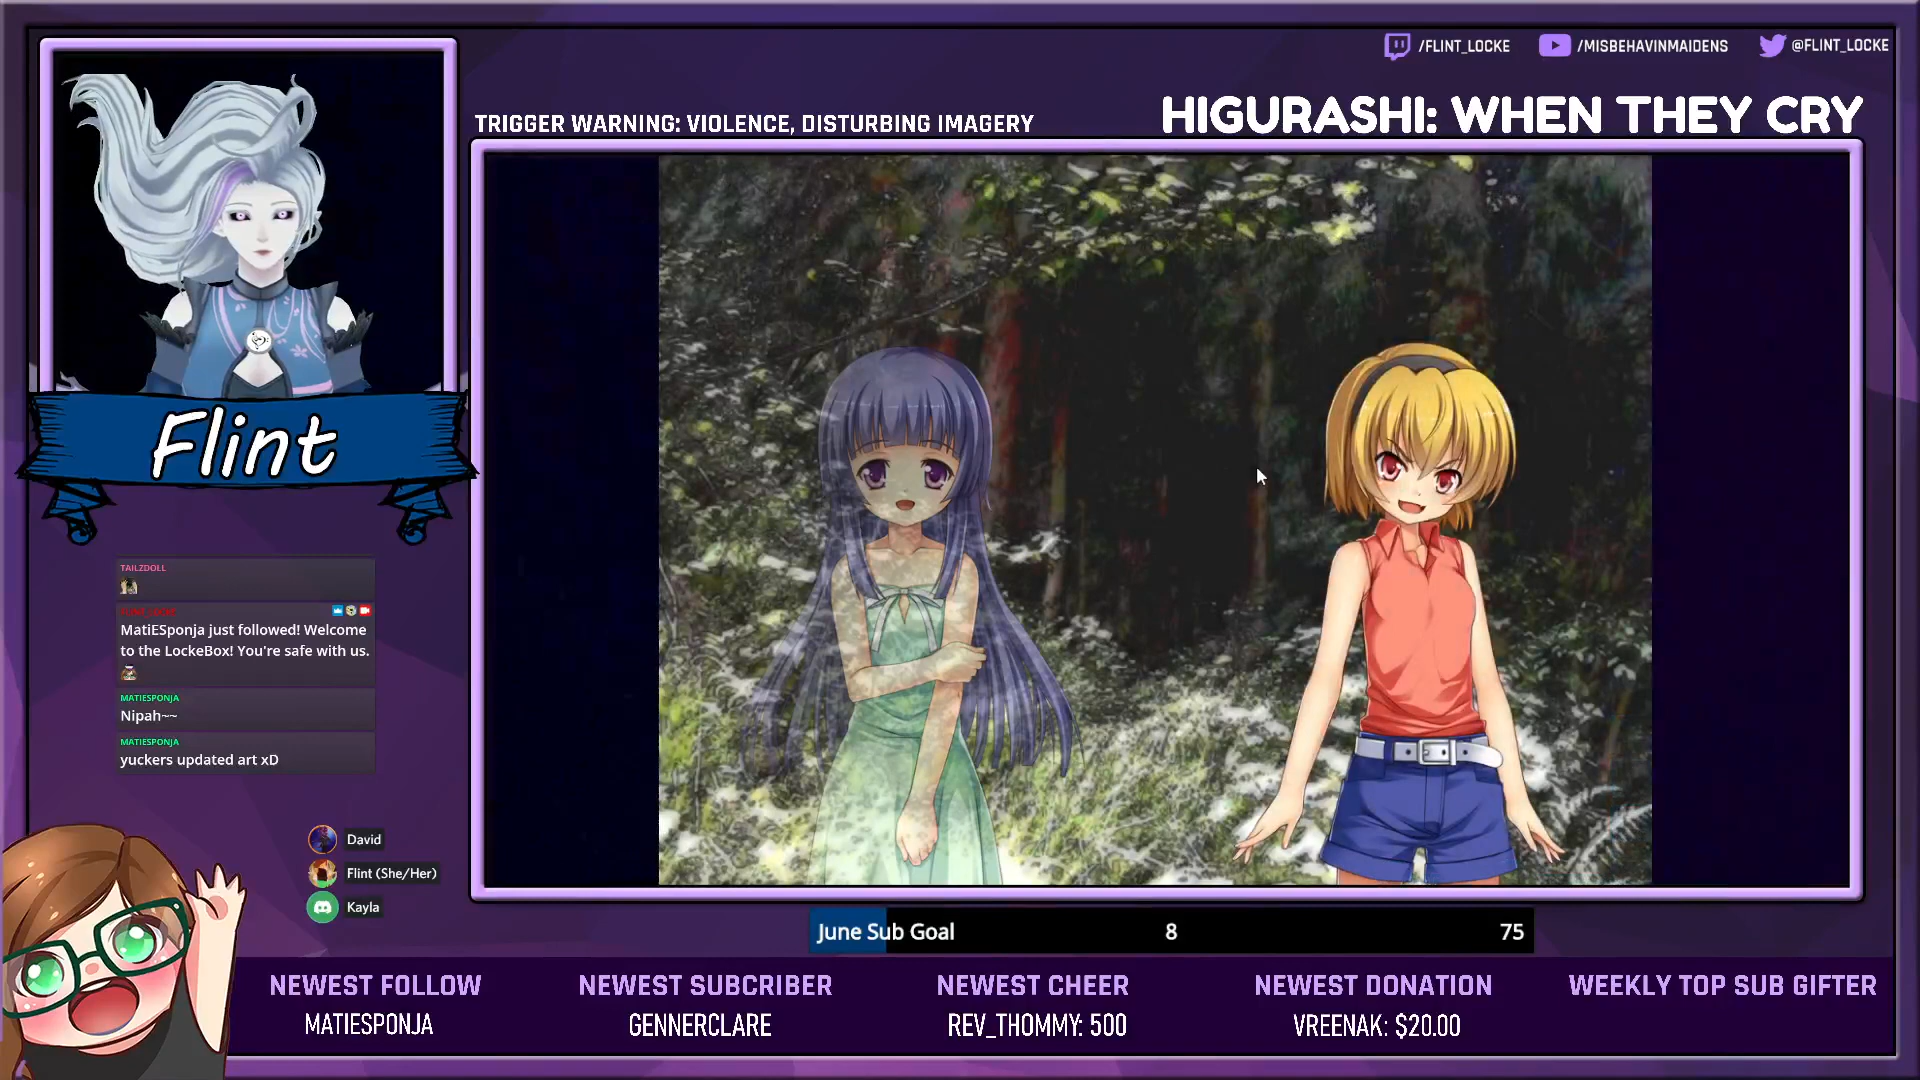 /FLINT_LOCKE
/MISBEHAVINMAIDENS
@FLINT_LOCKE
TRIGGER WARNING: VIOLENCE, DISTURBING IMAGERY
HIGURASHI: WHEN THEY CRY
Flint
TAILZDOLL
FLINT_LOCKE
MatiESponja just followed! Welcome
to the LockeBox! You're safe with us.
MATIESPONJA
Nipah~~
MATIESPONJA
yuckers updated art xD
David
Flint (She/Her)
Kayla
June Sub Goal 8 75
NEWEST FOLLOW
MATIESPONJA
NEWEST SUBCRIBER
GENNERCLARE
NEWEST CHEER
REV_THOMMY: 500
NEWEST DONATION
VREENAK: $20.00
WEEKLY TOP SUB GIFTER